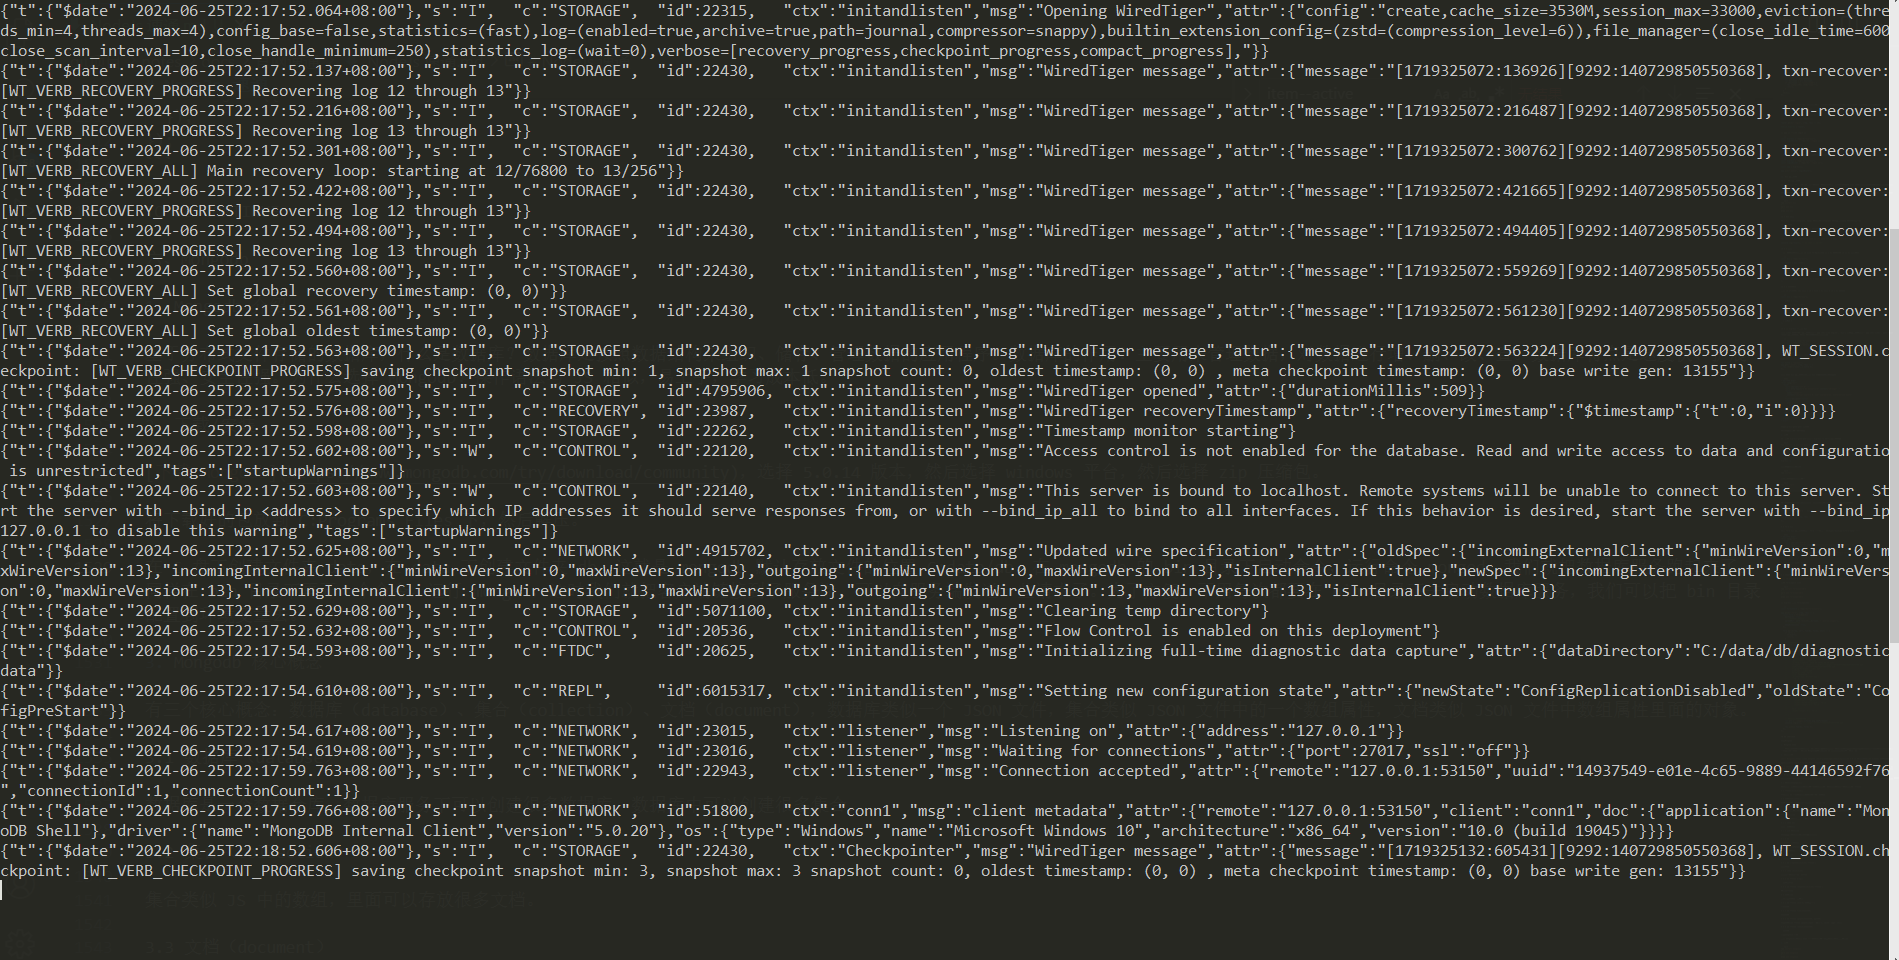 {"t":{"$date":"2024-06-25T22:17:52.064+08:00"},"s":"I",  "c":"STORAGE",  "id":22315,   "ctx":"initandlisten","msg":"Opening WiredTiger","attr":{"config":"create,cache_size=3530M,session_max=33000,eviction=(threa
ds_min=4,threads_max=4),config_base=false,statistics=(fast),log=(enabled=true,archive=true,path=journal,compressor=snappy),builtin_extension_config=(zstd=(compression_level=6)),file_manager=(close_idle_time=600,
close_scan_interval=10,close_handle_minimum=250),statistics_log=(wait=0),verbose=[recovery_progress,checkpoint_progress,compact_progress],"}}
{"t":{"$date":"2024-06-25T22:17:52.137+08:00"},"s":"I",  "c":"STORAGE",  "id":22430,   "ctx":"initandlisten","msg":"WiredTiger message","attr":{"message":"[1719325072:136926][9292:140729850550368], txn-recover:
[WT_VERB_RECOVERY_PROGRESS] Recovering log 12 through 13"}}
{"t":{"$date":"2024-06-25T22:17:52.216+08:00"},"s":"I",  "c":"STORAGE",  "id":22430,   "ctx":"initandlisten","msg":"WiredTiger message","attr":{"message":"[1719325072:216487][9292:140729850550368], txn-recover:
[WT_VERB_RECOVERY_PROGRESS] Recovering log 13 through 13"}}
{"t":{"$date":"2024-06-25T22:17:52.301+08:00"},"s":"I",  "c":"STORAGE",  "id":22430,   "ctx":"initandlisten","msg":"WiredTiger message","attr":{"message":"[1719325072:300762][9292:140729850550368], txn-recover:
[WT_VERB_RECOVERY_ALL] Main recovery loop: starting at 12/76800 to 13/256"}}
{"t":{"$date":"2024-06-25T22:17:52.422+08:00"},"s":"I",  "c":"STORAGE",  "id":22430,   "ctx":"initandlisten","msg":"WiredTiger message","attr":{"message":"[1719325072:421665][9292:140729850550368], txn-recover:
[WT_VERB_RECOVERY_PROGRESS] Recovering log 12 through 13"}}
{"t":{"$date":"2024-06-25T22:17:52.494+08:00"},"s":"I",  "c":"STORAGE",  "id":22430,   "ctx":"initandlisten","msg":"WiredTiger message","attr":{"message":"[1719325072:494405][9292:140729850550368], txn-recover:
[WT_VERB_RECOVERY_PROGRESS] Recovering log 13 through 13"}}
{"t":{"$date":"2024-06-25T22:17:52.560+08:00"},"s":"I",  "c":"STORAGE",  "id":22430,   "ctx":"initandlisten","msg":"WiredTiger message","attr":{"message":"[1719325072:559269][9292:140729850550368], txn-recover:
[WT_VERB_RECOVERY_ALL] Set global recovery timestamp: (0, 0)"}}
{"t":{"$date":"2024-06-25T22:17:52.561+08:00"},"s":"I",  "c":"STORAGE",  "id":22430,   "ctx":"initandlisten","msg":"WiredTiger message","attr":{"message":"[1719325072:561230][9292:140729850550368], txn-recover:
[WT_VERB_RECOVERY_ALL] Set global oldest timestamp: (0, 0)"}}
{"t":{"$date":"2024-06-25T22:17:52.563+08:00"},"s":"I",  "c":"STORAGE",  "id":22430,   "ctx":"initandlisten","msg":"WiredTiger message","attr":{"message":"[1719325072:563224][9292:140729850550368], WT_SESSION.ch
eckpoint: [WT_VERB_CHECKPOINT_PROGRESS] saving checkpoint snapshot min: 1, snapshot max: 1 snapshot count: 0, oldest timestamp: (0, 0) , meta checkpoint timestamp: (0, 0) base write gen: 13155"}}
{"t":{"$date":"2024-06-25T22:17:52.575+08:00"},"s":"I",  "c":"STORAGE",  "id":4795906, "ctx":"initandlisten","msg":"WiredTiger opened","attr":{"durationMillis":509}}
{"t":{"$date":"2024-06-25T22:17:52.576+08:00"},"s":"I",  "c":"RECOVERY", "id":23987,   "ctx":"initandlisten","msg":"WiredTiger recoveryTimestamp","attr":{"recoveryTimestamp":{"$timestamp":{"t":0,"i":0}}}}
{"t":{"$date":"2024-06-25T22:17:52.598+08:00"},"s":"I",  "c":"STORAGE",  "id":22262,   "ctx":"initandlisten","msg":"Timestamp monitor starting"}
{"t":{"$date":"2024-06-25T22:17:52.602+08:00"},"s":"W",  "c":"CONTROL",  "id":22120,   "ctx":"initandlisten","msg":"Access control is not enabled for the database. Read and write access to data and configuratio
 is unrestricted","tags":["startupWarnings"]}
{"t":{"$date":"2024-06-25T22:17:52.603+08:00"},"s":"W",  "c":"CONTROL",  "id":22140,   "ctx":"initandlisten","msg":"This server is bound to localhost. Remote systems will be unable to connect to this server. St
rt the server with --bind_ip <address> to specify which IP addresses it should serve responses from, or with --bind_ip_all to bind to all interfaces. If this behavior is desired, start the server with --bind_ip
127.0.0.1 to disable this warning","tags":["startupWarnings"]}
{"t":{"$date":"2024-06-25T22:17:52.625+08:00"},"s":"I",  "c":"NETWORK",  "id":4915702, "ctx":"initandlisten","msg":"Updated wire specification","attr":{"oldSpec":{"incomingExternalClient":{"minWireVersion":0,"m
xWireVersion":13},"incomingInternalClient":{"minWireVersion":0,"maxWireVersion":13},"outgoing":{"minWireVersion":0,"maxWireVersion":13},"isInternalClient":true},"newSpec":{"incomingExternalClient":{"minWireVers
on":0,"maxWireVersion":13},"incomingInternalClient":{"minWireVersion":13,"maxWireVersion":13},"outgoing":{"minWireVersion":13,"maxWireVersion":13},"isInternalClient":true}}}
{"t":{"$date":"2024-06-25T22:17:52.629+08:00"},"s":"I",  "c":"STORAGE",  "id":5071100, "ctx":"initandlisten","msg":"Clearing temp directory"}
{"t":{"$date":"2024-06-25T22:17:52.632+08:00"},"s":"I",  "c":"CONTROL",  "id":20536,   "ctx":"initandlisten","msg":"Flow Control is enabled on this deployment"}
{"t":{"$date":"2024-06-25T22:17:54.593+08:00"},"s":"I",  "c":"FTDC",     "id":20625,   "ctx":"initandlisten","msg":"Initializing full-time diagnostic data capture","attr":{"dataDirectory":"C:/data/db/diagnostic
data"}}
{"t":{"$date":"2024-06-25T22:17:54.610+08:00"},"s":"I",  "c":"REPL",     "id":6015317, "ctx":"initandlisten","msg":"Setting new configuration state","attr":{"newState":"ConfigReplicationDisabled","oldState":"Co
figPreStart"}}
{"t":{"$date":"2024-06-25T22:17:54.617+08:00"},"s":"I",  "c":"NETWORK",  "id":23015,   "ctx":"listener","msg":"Listening on","attr":{"address":"127.0.0.1"}}
{"t":{"$date":"2024-06-25T22:17:54.619+08:00"},"s":"I",  "c":"NETWORK",  "id":23016,   "ctx":"listener","msg":"Waiting for connections","attr":{"port":27017,"ssl":"off"}}
{"t":{"$date":"2024-06-25T22:17:59.763+08:00"},"s":"I",  "c":"NETWORK",  "id":22943,   "ctx":"listener","msg":"Connection accepted","attr":{"remote":"127.0.0.1:53150","uuid":"14937549-e01e-4c65-9889-44146592f76
","connectionId":1,"connectionCount":1}}
{"t":{"$date":"2024-06-25T22:17:59.766+08:00"},"s":"I",  "c":"NETWORK",  "id":51800,   "ctx":"conn1","msg":"client metadata","attr":{"remote":"127.0.0.1:53150","client":"conn1","doc":{"application":{"name":"Mon
oDB Shell"},"driver":{"name":"MongoDB Internal Client","version":"5.0.20"},"os":{"type":"Windows","name":"Microsoft Windows 10","architecture":"x86_64","version":"10.0 (build 19045)"}}}}
{"t":{"$date":"2024-06-25T22:18:52.606+08:00"},"s":"I",  "c":"STORAGE",  "id":22430,   "ctx":"Checkpointer","msg":"WiredTiger message","attr":{"message":"[1719325132:605431][9292:140729850550368], WT_SESSION.ch
kpoint: [WT_VERB_CHECKPOINT_PROGRESS] saving checkpoint snapshot min: 3, snapshot max: 3 snapshot count: 0, oldest timestamp: (0, 0) , meta checkpoint timestamp: (0, 0) base write gen: 13155"}}